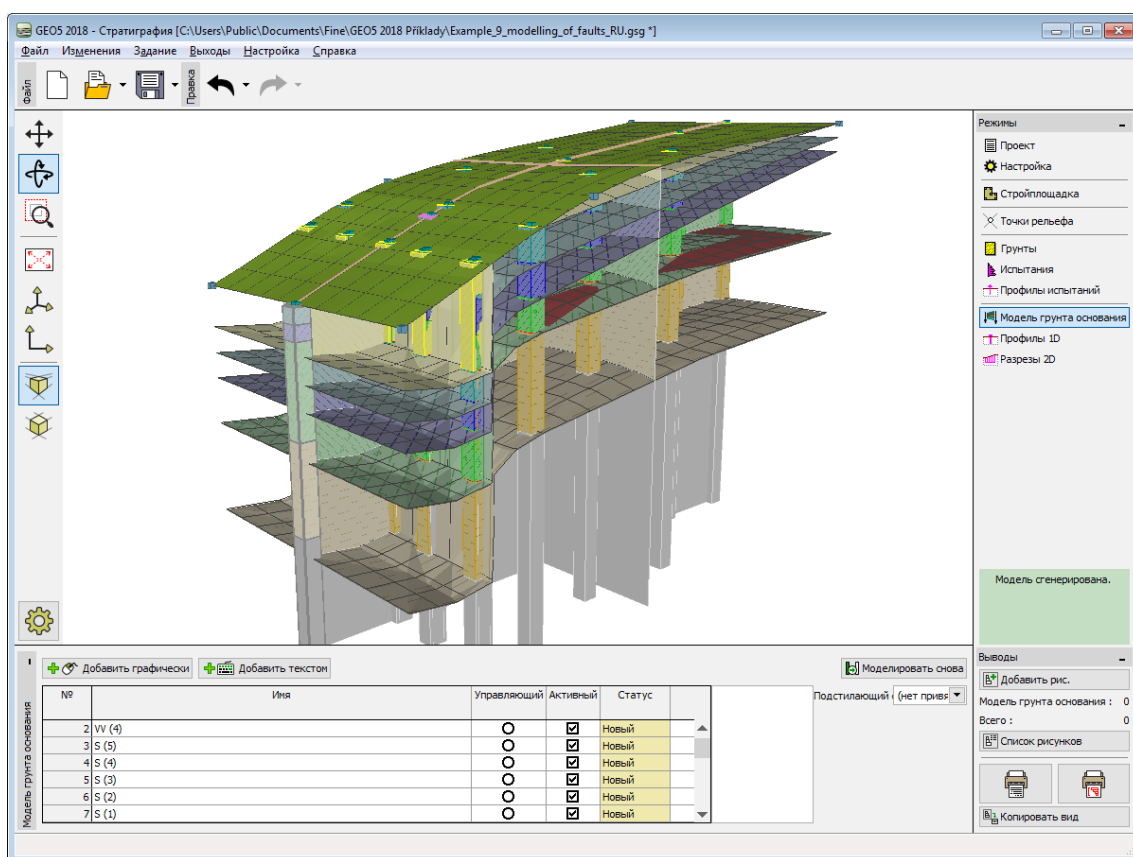 GEO5 2018 - Стратиграфия [C:\Users\Public\Documents\Fine\GEO5 2018 Příklady\Example_9_modelling_of_faults_RU.gsg *]
Файл Изменения Задание Выходы Настройка Справка
Файл
Правка
Режимы
Проект
Настройка
Стройплощадка
Точки рельефа
Грунты
Испытания
Профилы испытаний
Модель грунта основания
Профилы 1D
Разрезы 2D
Модель сгенерирована.
Модель грунта основания
Добавить графически Добавить текстом Моделировать снова
№ Имя Управляющий Активный Статус
Подстилающий (нет привя
2 VV (4) Новый
3 S (5) Новый
4 S (4) Новый
5 S (3) Новый
6 S (2) Новый
7 S (1) Новый
Выводы
Добавить рис.
Модель грунта основания : 0
Всего : 0
Список рисунков
Копировать вид